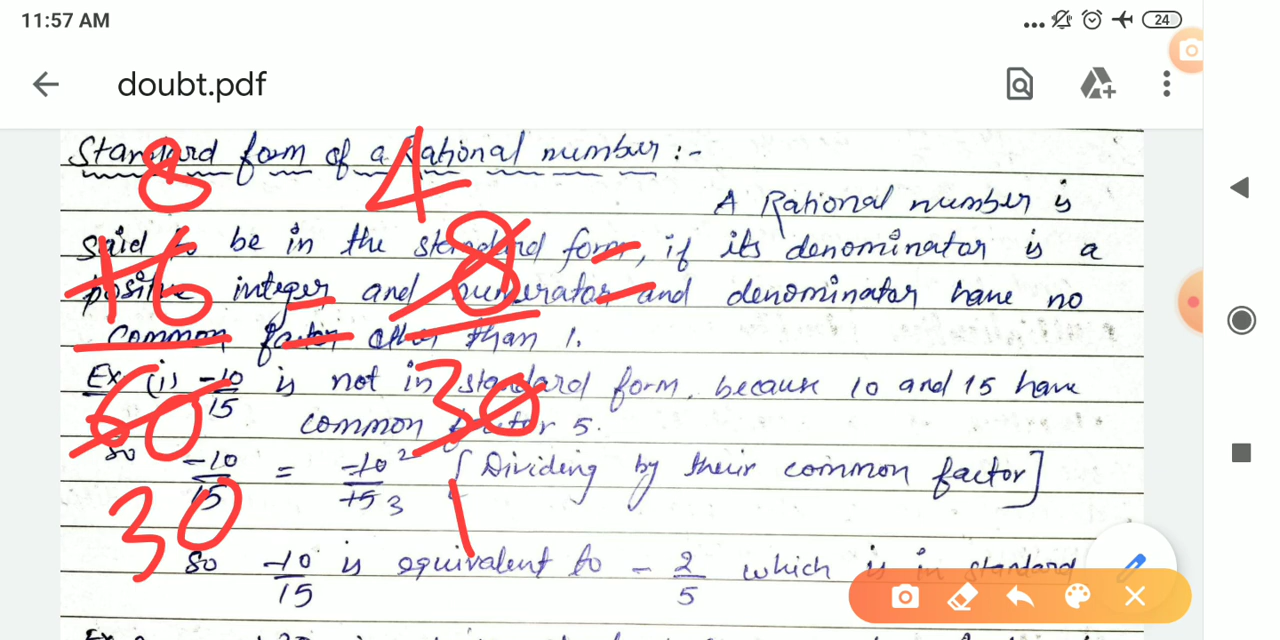 11:57 AM
24
doubt.pdf
Standard form of a Rational number :-
A Rational number is
said to be in the standard form, if its denominator is a
positive integer and numerator and denominator have no
common factor other than 1.
Ex (i) -10/15 is not in standard form, because 10 and 15 have
common factor 5.
so -10/15 = -10 2/15 3 [Dividing by their common factor]
So -10/15 is equivalent to - 2/5 which is in standard
8 4
16 = 8 =
60 = 30
30 1